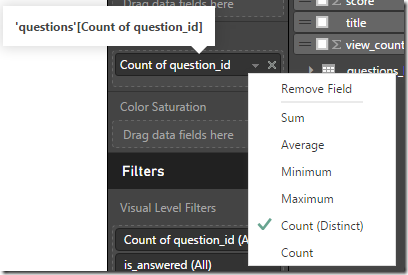 Drag data fields here
'questions'[Count of question_id]
Count of question_id
Color Saturation
Drag data fields here
Filters
Visual Level Filters
Count of question_id (A
is_answered (All)
score
title
view_count
questions_
Remove Field
Sum
Average
Minimum
Maximum
Count (Distinct)
Count